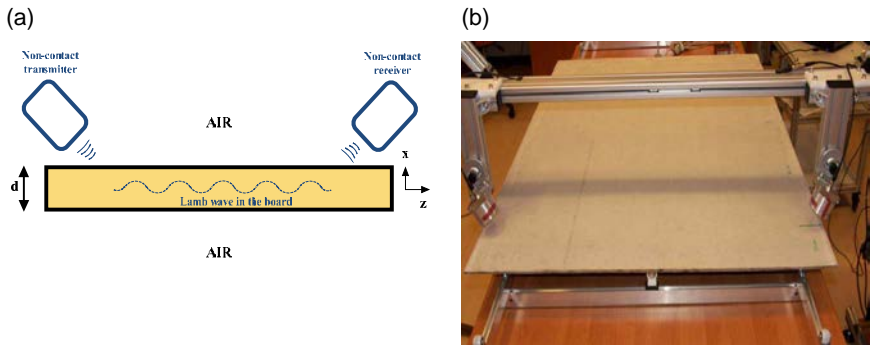 (a)
(b)
Non-contact
transmitter
Non-contact
receiver
AIR
x
d
Lamb wave in the board
z
AIR